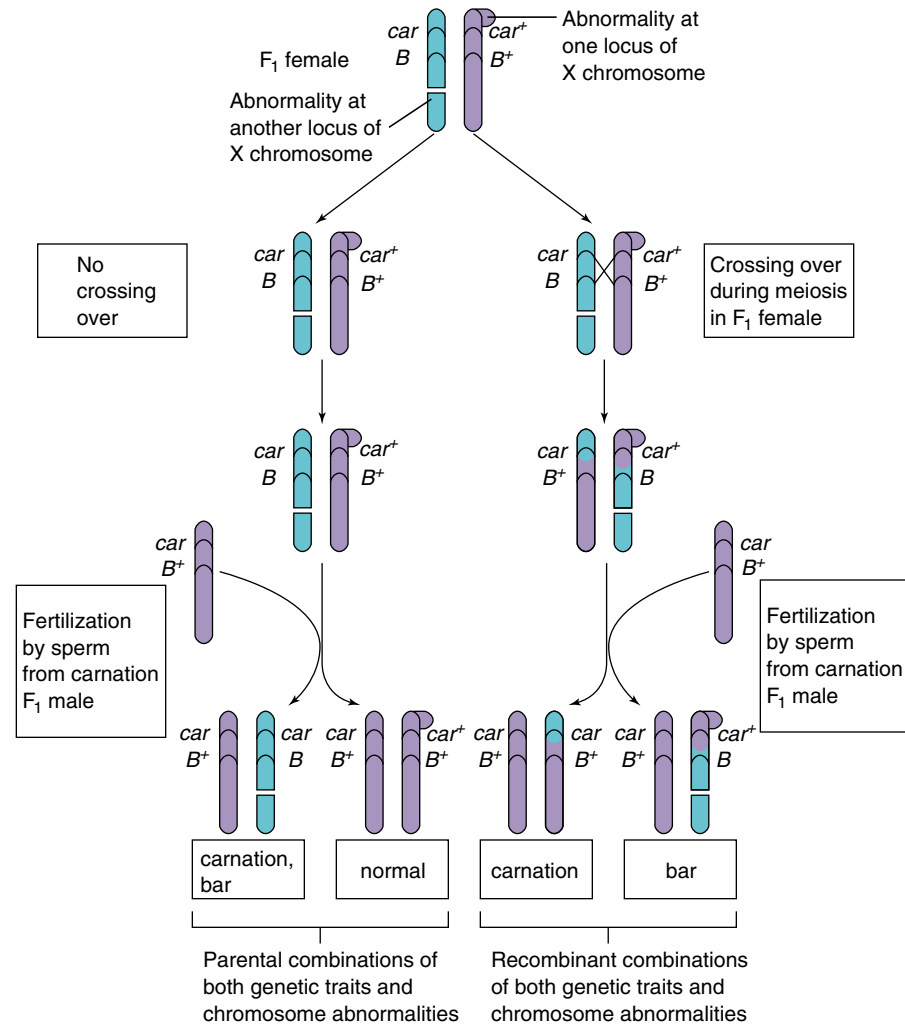 car
B
car+
B+
Abnormality at
one locus of
X chromosome
F1 female
Abnormality at
another locus of
X chromosome
No
crossing
over
car
B
car+
B+
car
B
car+
B+
Crossing over
during meiosis
in F1 female
car
B
car+
B+
car
B+
car+
B
car
B+
Fertilization
by sperm
from carnation
F1 male
car
B+
Fertilization
by sperm
from carnation
F1 male
car
B+
car
B
car
B+
car+
B+
car
B+
car
B+
car
B+
car+
B
carnation,
bar
normal
carnation
bar
Parental combinations of
both genetic traits and
chromosome abnormalities
Recombinant combinations
of both genetic traits and
chromosome abnormalities